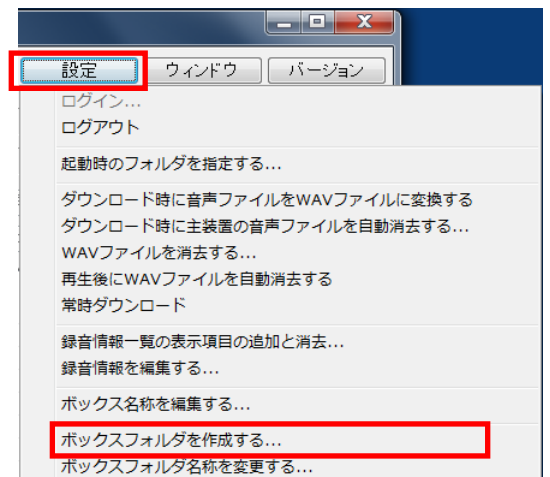 設定 ウィンドウ バージョン
ログイン...
ログアウト
起動時のフォルダを指定する...
ダウンロード時に音声ファイルをWAVファイルに変換する
ダウンロード時に主装置の音声ファイルを自動消去する...
WAVファイルを消去する...
再生後にWAVファイルを自動消去する
常時ダウンロード
録音情報一覧の表示項目の追加と消去...
録音情報を編集する...
ボックス名称を編集する...
ボックスフォルダを作成する...
ボックスフォルダ名称を変更する...